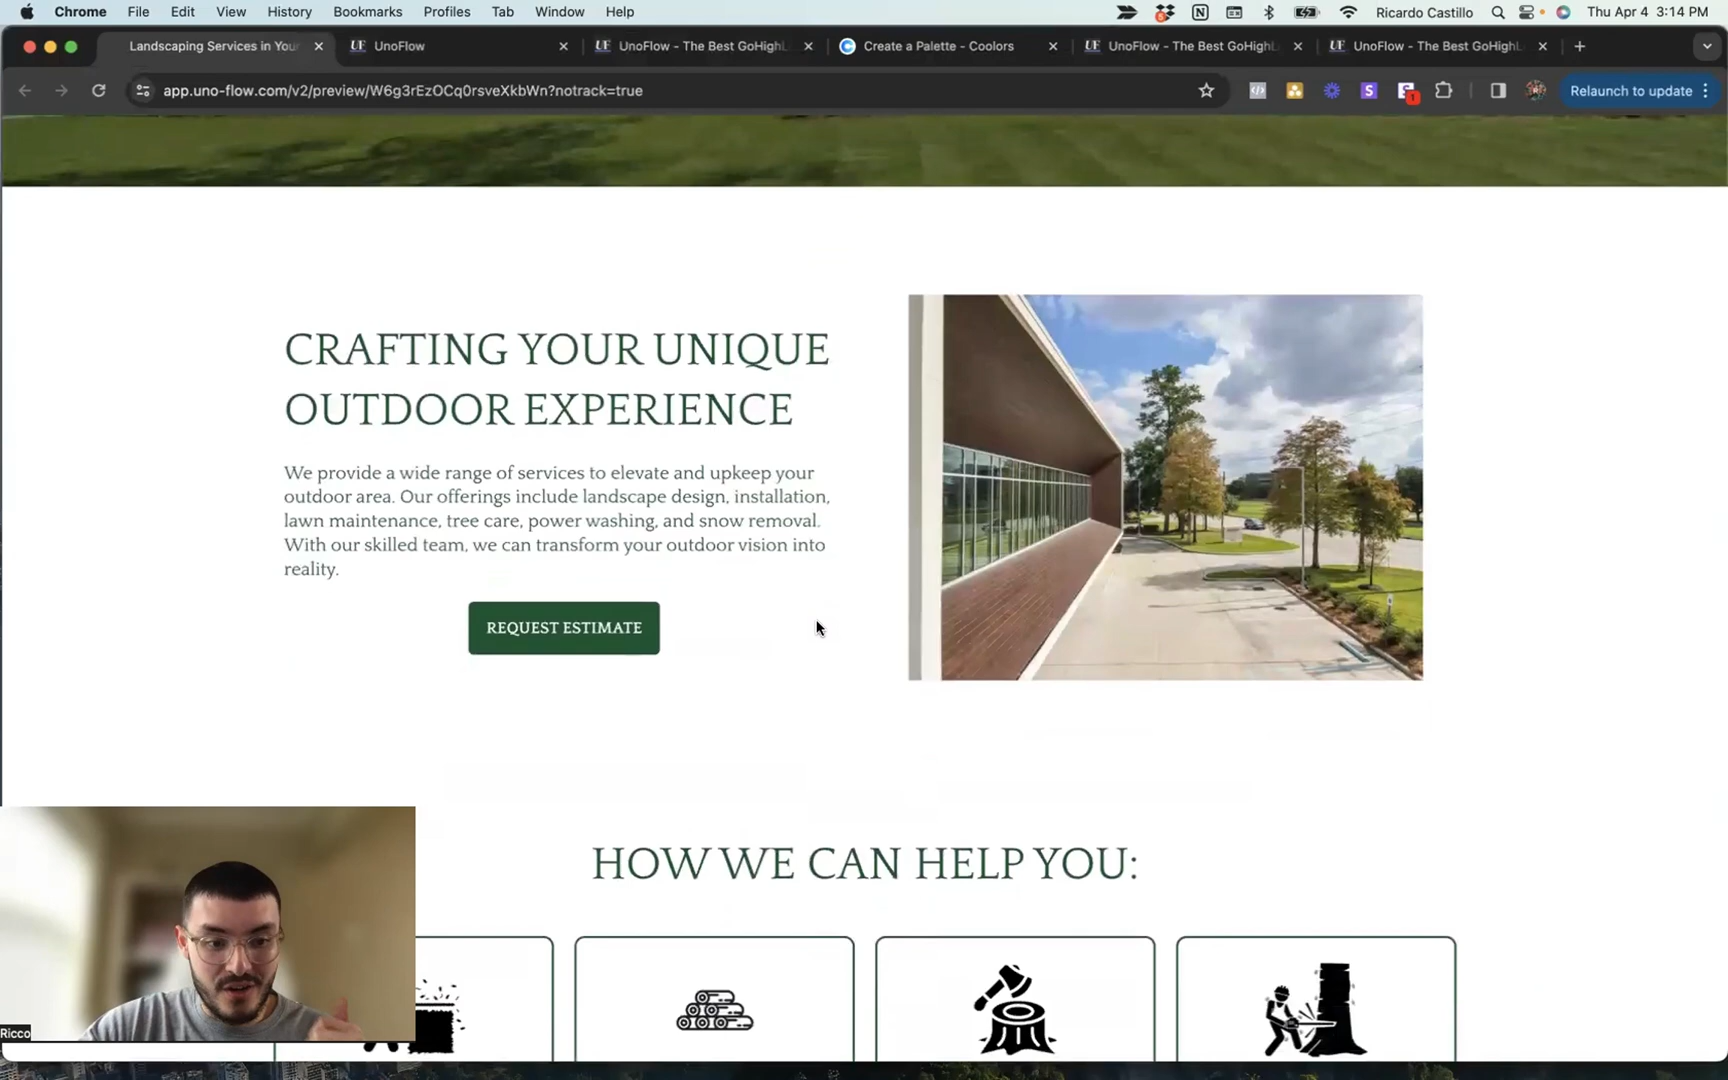 Chrome File Edit View History Bookmarks Profiles Tab Window Help Ricardo Castillo Thu Apr 4 3:14 PM
Landscaping Services in Your UnoFlow UnoFlow - The Best GoHighL Create a Palette - Coolors UnoFlow - The Best GoHighL UnoFlow - The Best GoHighL
app.uno-flow.com/v2/preview/W6g3rEzOCq0rsveXkbWn?notrack=true Relaunch to update
CRAFTING YOUR UNIQUE
OUTDOOR EXPERIENCE
We provide a wide range of services to elevate and upkeep your
outdoor area. Our offerings include landscape design, installation,
lawn maintenance, tree care, power washing, and snow removal.
With our skilled team, we can transform your outdoor vision into
reality.
REQUEST ESTIMATE
HOW WE CAN HELP YOU:
Ricco